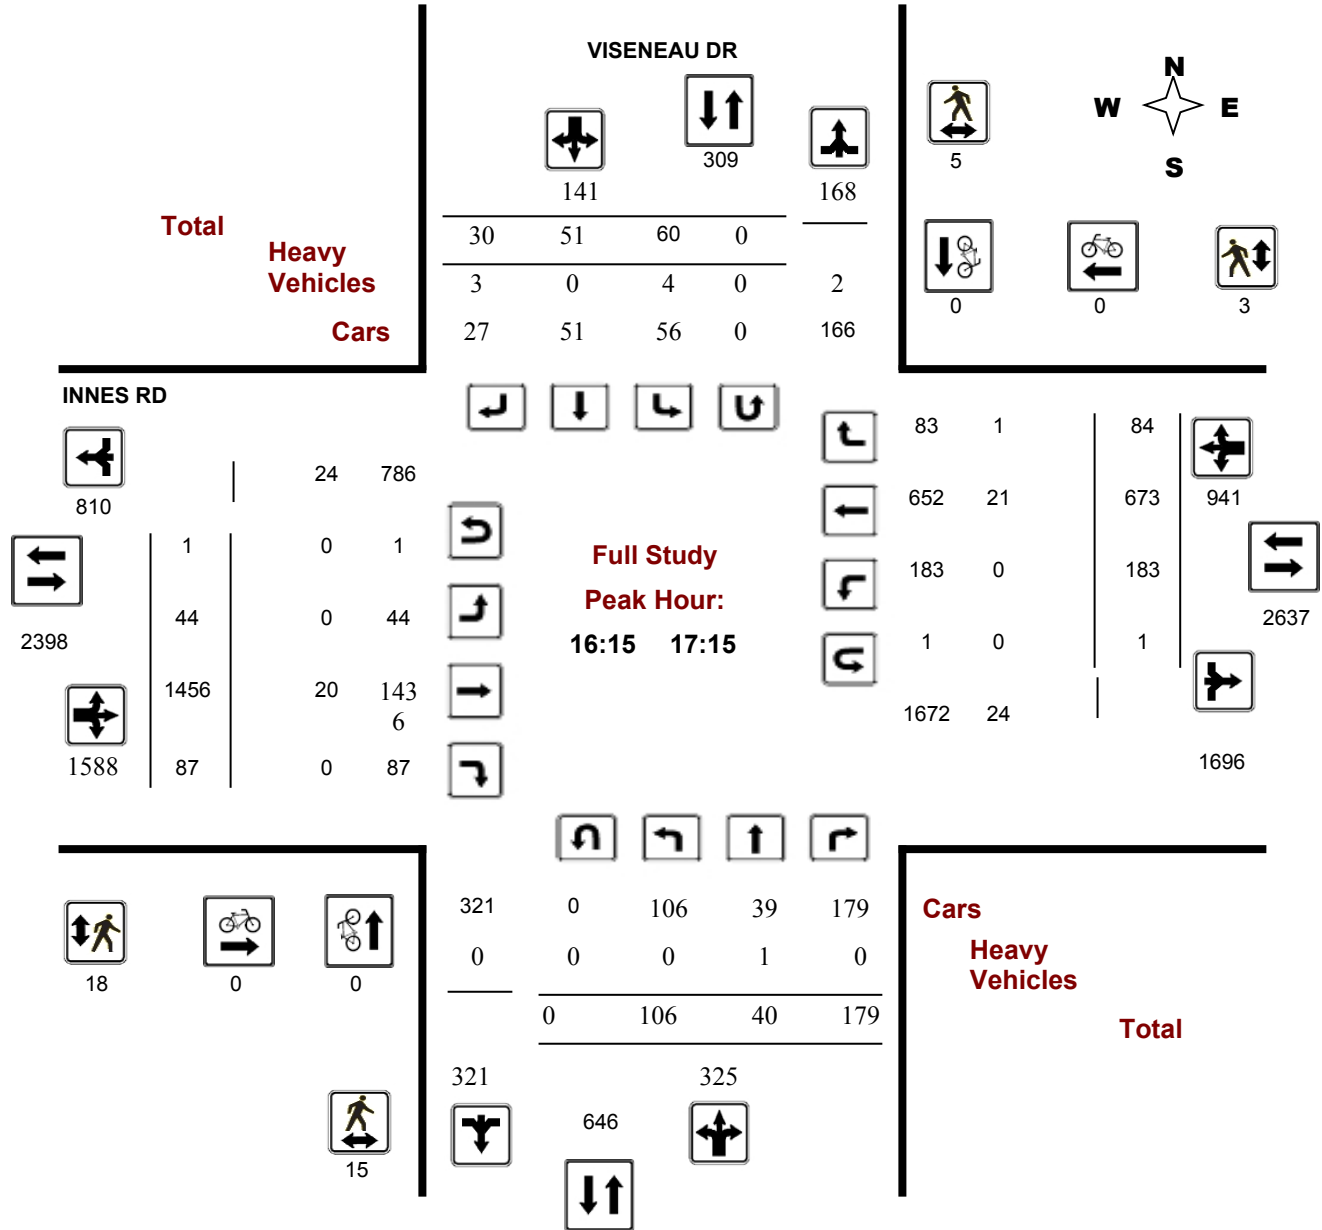 VISENEAU DR
N
W E
S
309
5
141
168
Total
30 51 60 0
Heavy
Vehicles
3 0 4 0 2
0 0 3
Cars
27 51 56 0 166
INNES RD
83 1 84
24 786
810
652 21 673 941
1 0 1
Full Study
183 0 183
Peak Hour:
44 0 44
2637
2398
16:15 17:15
1 0 1
1456 20 143
6
1672 24
1588 87 0 87
1696
321 0 106 39 179
Cars
0 0 0 1 0
Heavy
Vehicles
18 0 0
0 106 40 179
Total
321 325
646
15